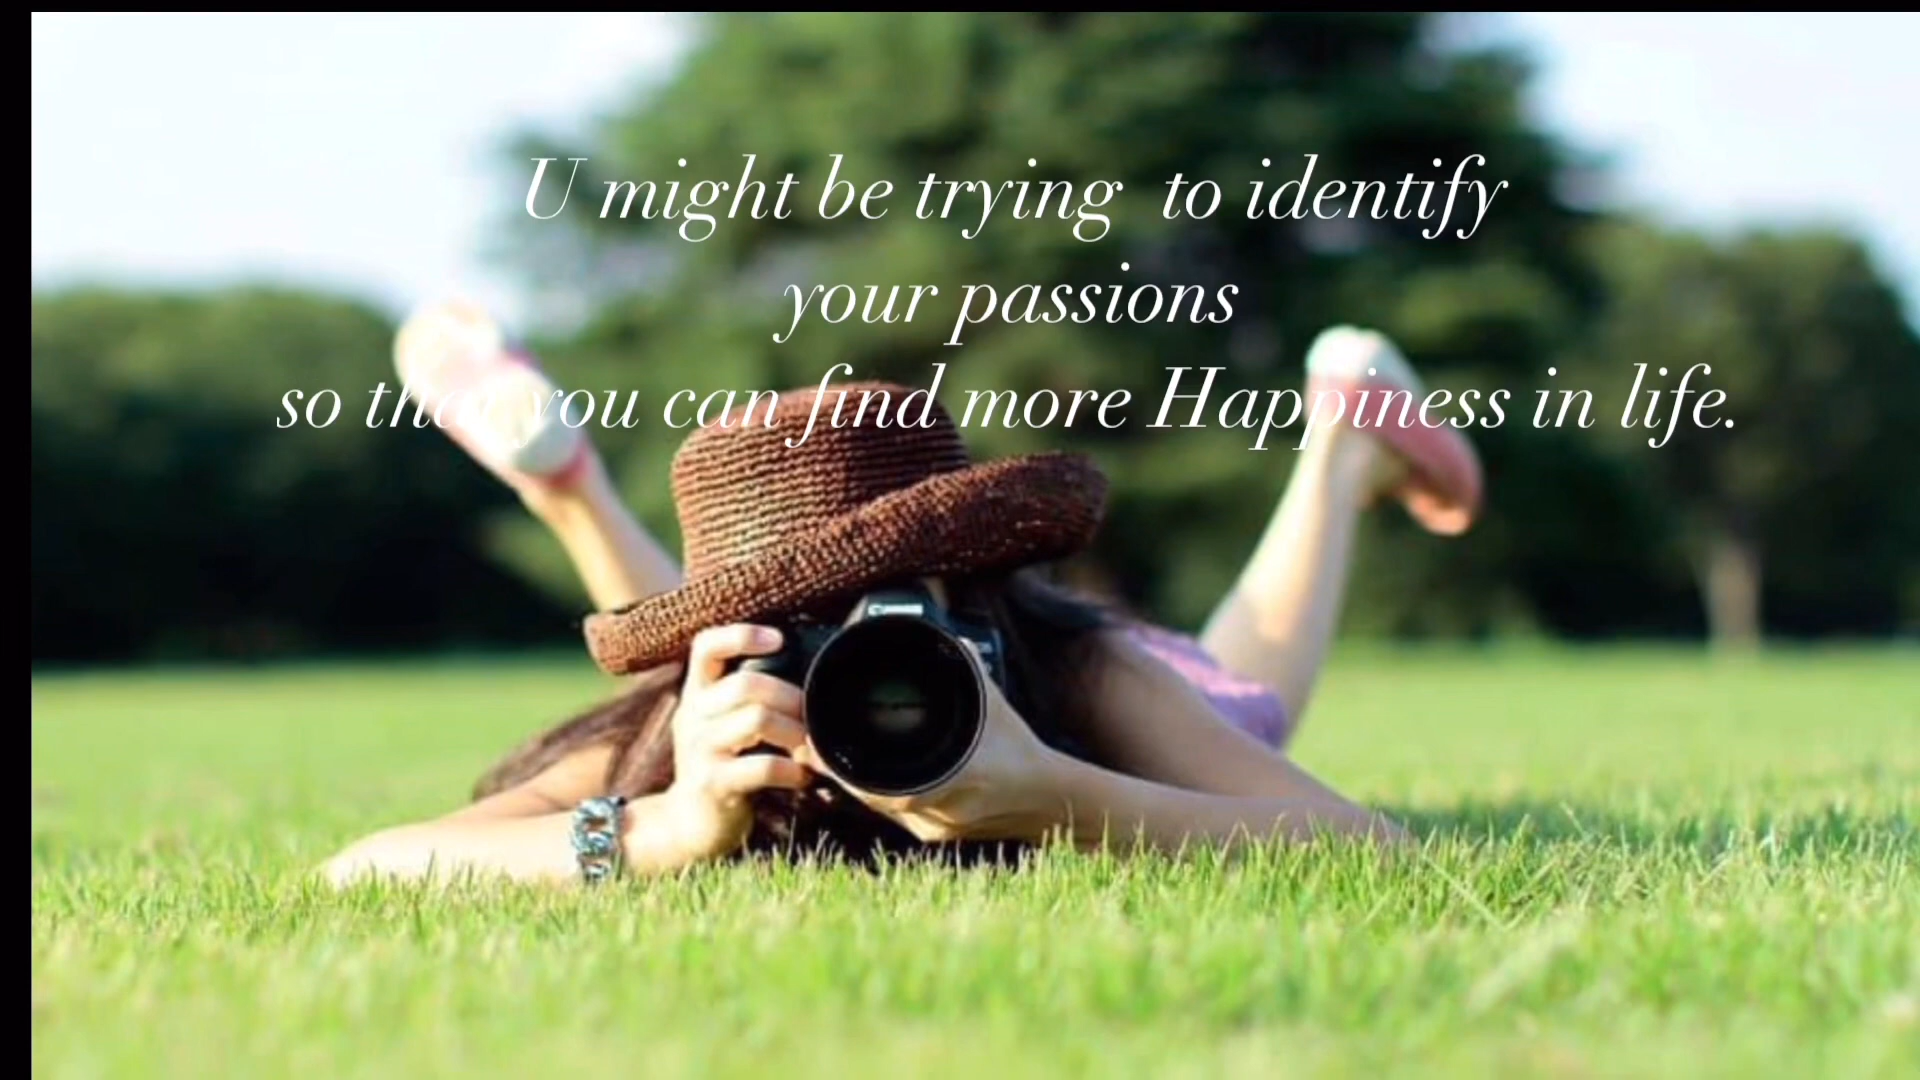 U might be trying  to identify
your passions
so that you can find more Happiness in life.